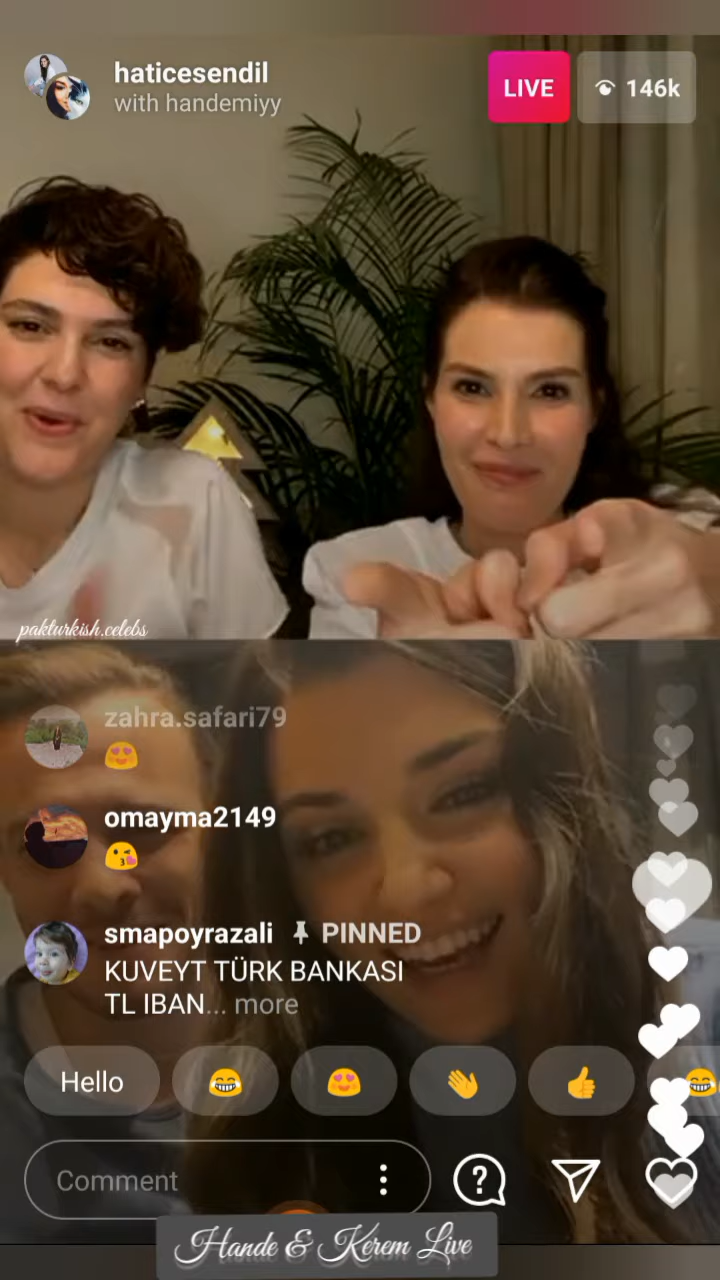 haticesendil
with handemiyy
LIVE
146k
pakturkish.celebs
zahra.safari79
😍
omayma2149
😘
smapoyrazali PINNED
KUVEYT TÜRK BANKASI
TL IBAN... more
Hello 😂 😍 👏 👍 😂
Comment
Hande & Kerem Live